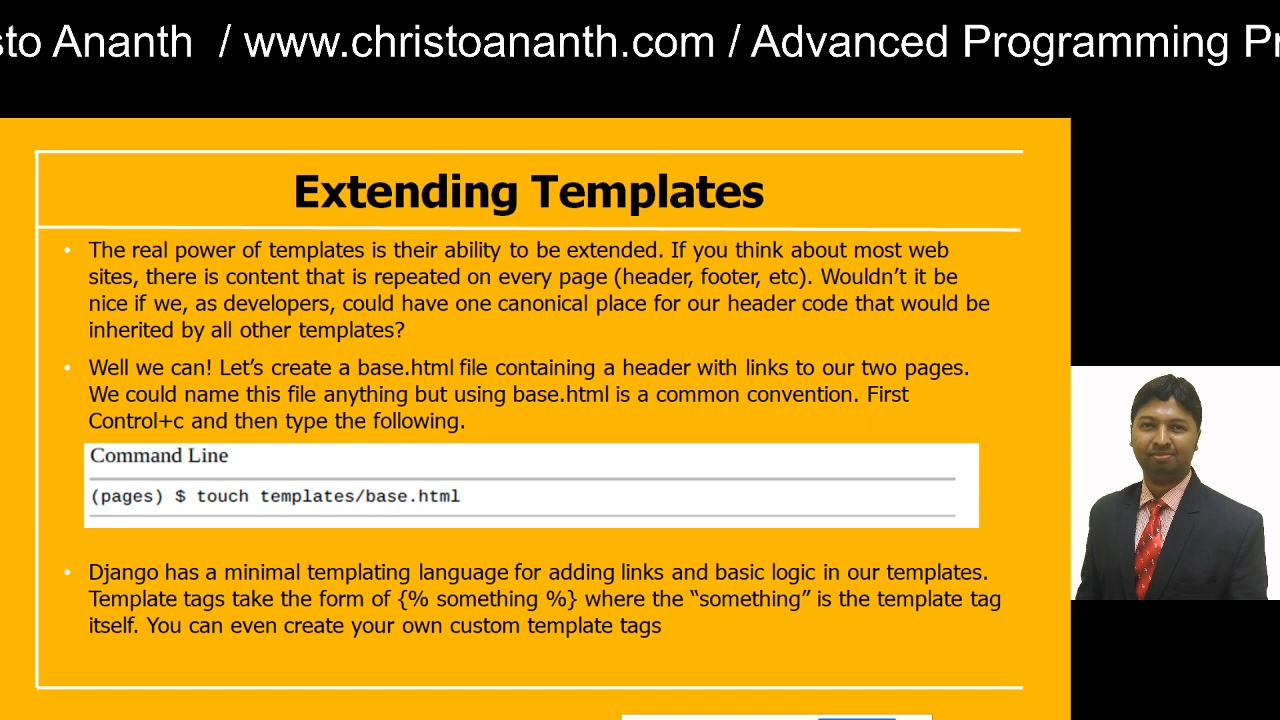 sto Ananth / www.christoananth.com / Advanced Programming Pr
Extending Templates
• The real power of templates is their ability to be extended. If you think about most web
sites, there is content that is repeated on every page (header, footer, etc). Wouldn’t it be
nice if we, as developers, could have one canonical place for our header code that would be
inherited by all other templates?
• Well we can! Let’s create a base.html file containing a header with links to our two pages.
We could name this file anything but using base.html is a common convention. First
Control+c and then type the following.
Command Line
(pages) $ touch templates/base.html
• Django has a minimal templating language for adding links and basic logic in our templates.
Template tags take the form of {% something %} where the “something” is the template tag
itself. You can even create your own custom template tags